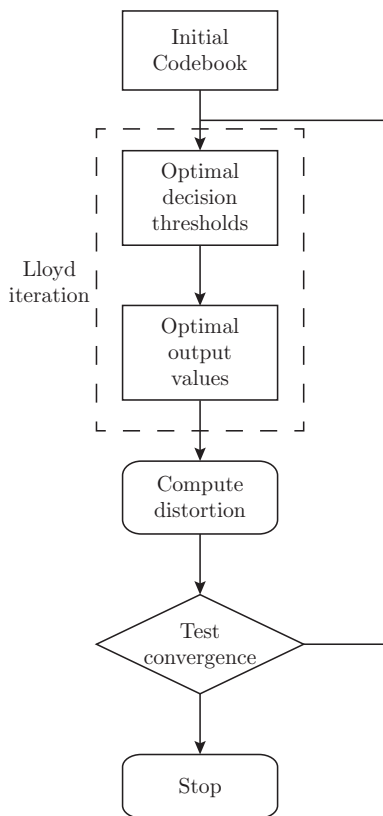 Initial
Codebook
Optimal
decision
thresholds
Lloyd
iteration
Optimal
output
values
Compute
distortion
Test
convergence
Stop